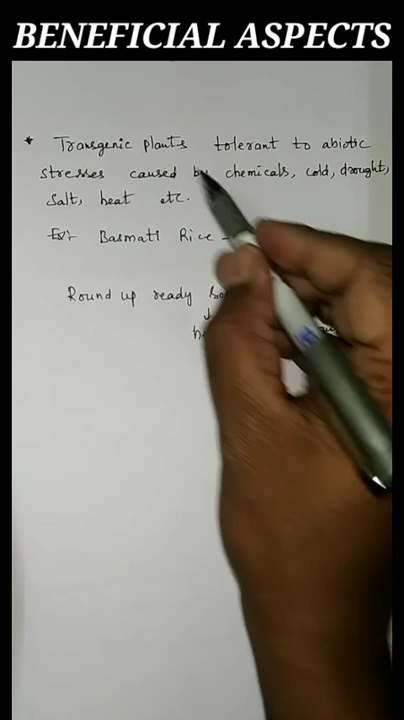 BENEFICIAL ASPECTS
* Transgenic plants tolerant to abiotic
stresses caused by chemicals, cold, drought,
salt, heat etc.
Ex: Basmati Rice -
Round up ready